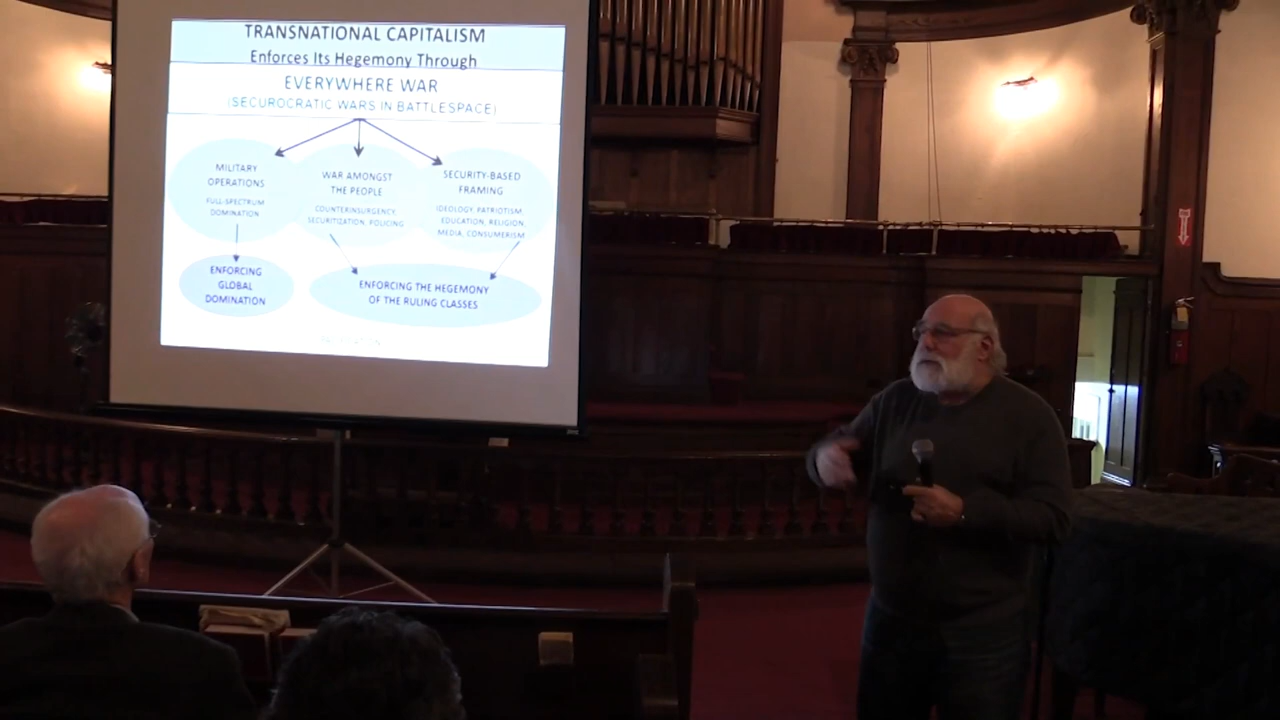 TRANSNATIONAL CAPITALISM
Enforces Its Hegemony Through
EVERYWHERE WAR
(SECUROCRATIC WARS IN BATTLESPACE)
MILITARY
OPERATIONS
FULL-SPECTRUM
DOMINATION
WAR AMONGST
THE PEOPLE
COUNTERINSURGENCY,
SECURITIZATION, POLICING
SECURITY-BASED
FRAMING
IDEOLOGY, PATRIOTISM,
EDUCATION, RELIGION,
MEDIA, CONSUMERISM
ENFORCING
GLOBAL
DOMINATION
ENFORCING THE HEGEMONY
OF THE RULING CLASSES